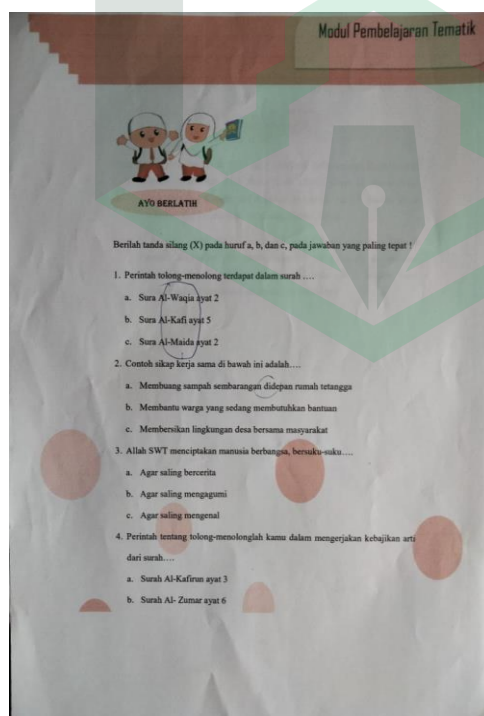 Modul Pembelajaran Tematik
AYO BERLATIH
Berilah tanda silang (X) pada huruf a, b, dan c, pada jawaban yang paling tepat !
1. Perintah tolong-menolong terdapat dalam surah ….
a. Sura Al-Waqia ayat 2
b. Sura Al-Kafi ayat 5
c. Sura Al-Maida ayat 2
2. Contoh sikap kerja sama di bawah ini adalah….
a. Membuang sampah sembarangan didepan rumah tetangga
b. Membantu warga yang sedang membutuhkan bantuan
c. Membersikan lingkungan desa bersama masyarakat
3. Allah SWT menciptakan manusia berbangsa, bersuku-suku….
a. Agar saling bercerita
b. Agar saling mengagumi
c. Agar saling mengenal
4. Perintah tentang tolong-menolonglah kamu dalam mengerjakan kebajikan arti
dari surah….
a. Surah Al-Kafirun ayat 3
b. Surah Al- Zumar ayat 6